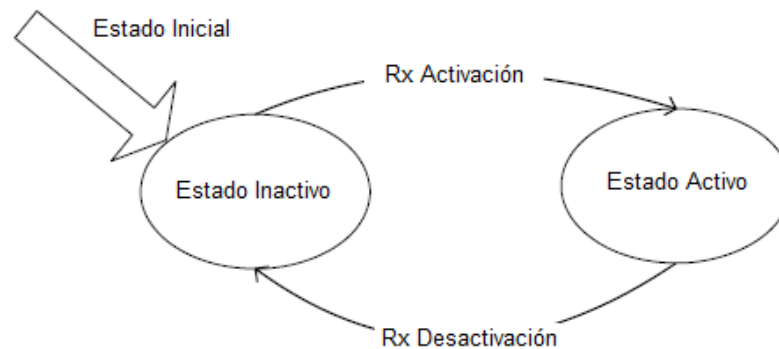 Estado Inicial
Rx Activación
Estado Inactivo
Estado Activo
Rx Desactivación